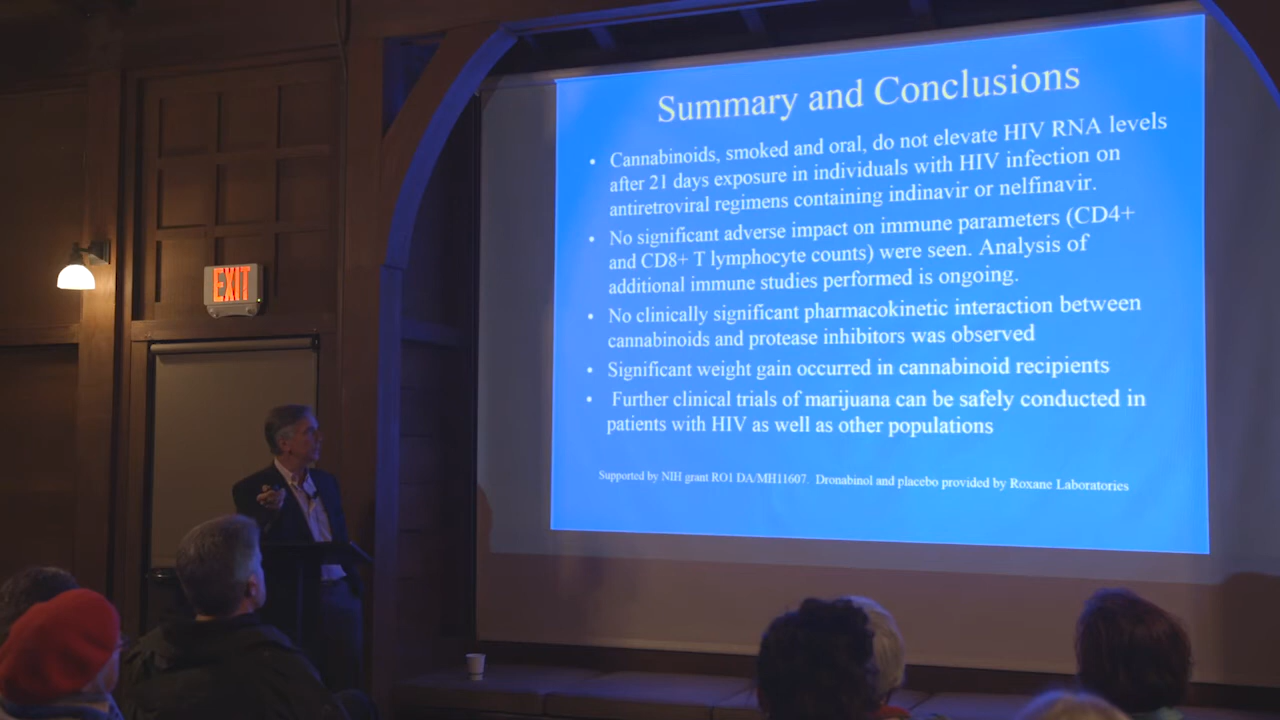 Summary and Conclusions
• Cannabinoids, smoked and oral, do not elevate HIV RNA levels
after 21 days exposure in individuals with HIV infection on
antiretroviral regimens containing indinavir or nelfinavir.
• No significant adverse impact on immune parameters (CD4+
and CD8+ T lymphocyte counts) were seen. Analysis of
additional immune studies performed is ongoing.
• No clinically significant pharmacokinetic interaction between
cannabinoids and protease inhibitors was observed
• Significant weight gain occurred in cannabinoid recipients
• Further clinical trials of marijuana can be safely conducted in
patients with HIV as well as other populations
Supported by NIH grant RO1 DA/MH11607. Dronabinol and placebo provided by Roxane Laboratories
EXIT